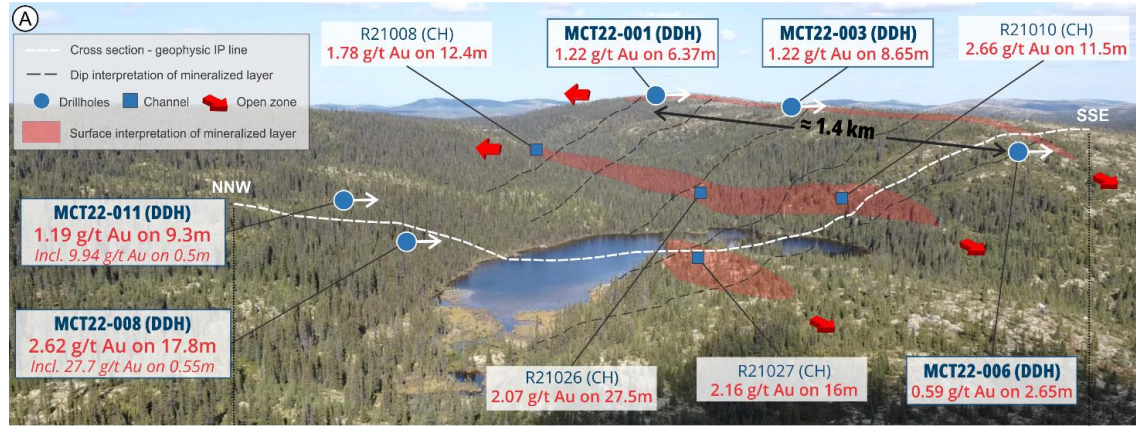 A
Cross section - geophysic IP line
Dip interpretation of mineralized layer
Drillholes
Channel
Open zone
Surface interpretation of mineralized layer
R21008 (CH)
1.78 g/t Au on 12.4m
MCT22-001 (DDH)
1.22 g/t Au on 6.37m
MCT22-003 (DDH)
1.22 g/t Au on 8.65m
R21010 (CH)
2.66 g/t Au on 11.5m
≈ 1.4 km
SSE
NNW
MCT22-011 (DDH)
1.19 g/t Au on 9.3m
Incl. 9.94 g/t Au on 0.5m
MCT22-008 (DDH)
2.62 g/t Au on 17.8m
Incl. 27.7 g/t Au on 0.55m
R21026 (CH)
2.07 g/t Au on 27.5m
R21027 (CH)
2.16 g/t Au on 16m
MCT22-006 (DDH)
0.59 g/t Au on 2.65m